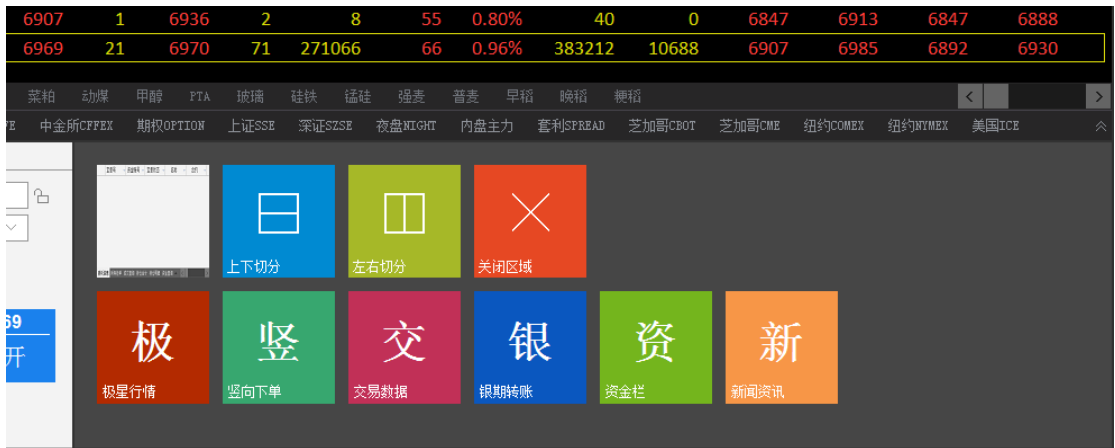 6907 1 6936 2 8 55 0.80% 40 0 6847 6913 6847 6888
6969 21 6970 71 271066 66 0.96% 383212 10688 6907 6985 6892 6930
菜粕 动煤 甲醇 PTA 玻璃 硅铁 锰硅 强麦 普麦 早稻 晚稻 粳稻
中金所CFFEX 期权OPTION 上证SSE 深证SZSE 夜盘NIGHT 内盘主力 套利SPREAD 芝加哥CBOT 芝加哥CME 纽约COMEX 纽约NYMEX 美国ICE
上下切分 左右切分 关闭区域
69
开
极 竖 交 银 资 新
极星行情 竖向下单 交易数据 银期转账 资金栏 新闻资讯